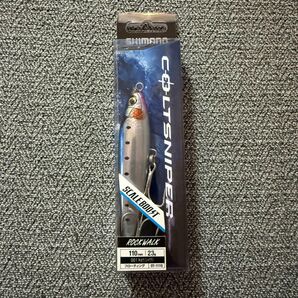 SHIMANO
COLTSNIPER
SCALEBOOST
ROCKWALK
110mm 23g
フローティング